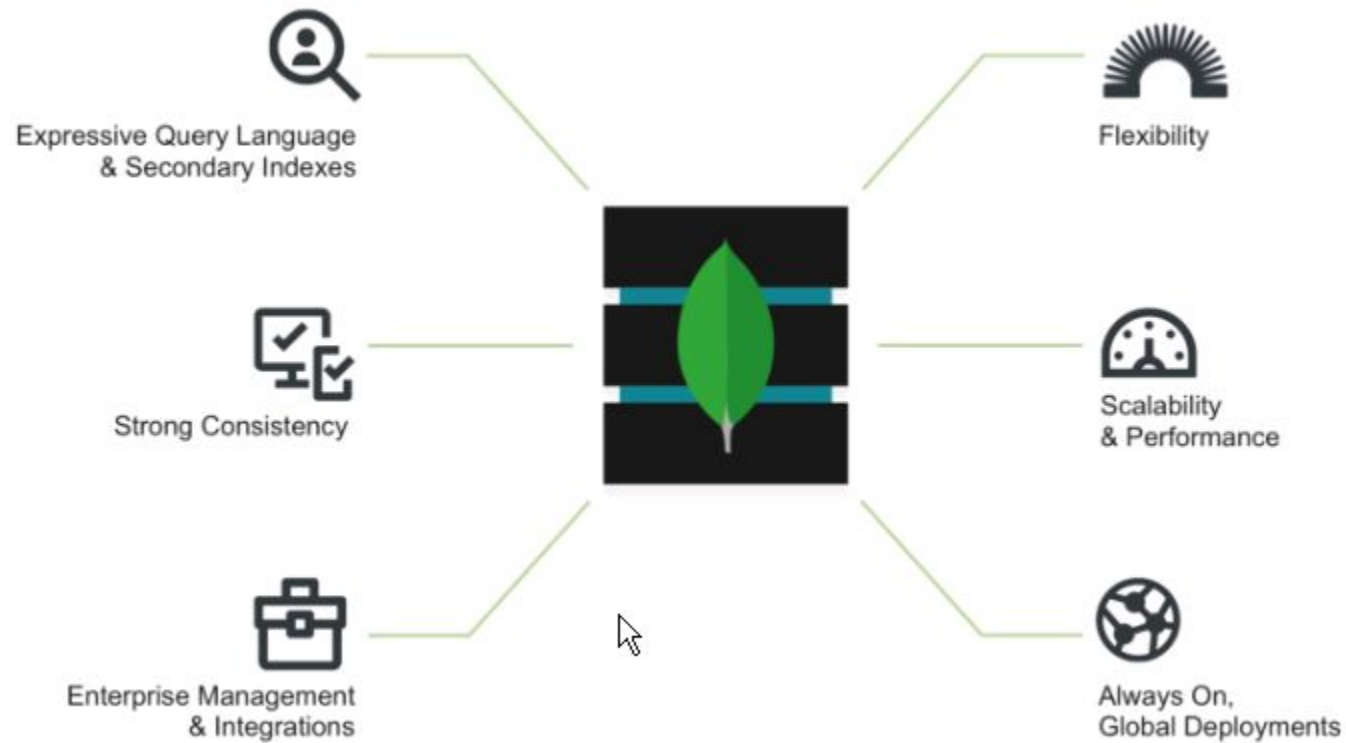 Expressive Query Language
& Secondary Indexes
Flexibility
Strong Consistency
Scalability
& Performance
Enterprise Management
& Integrations
Always On,
Global Deployments